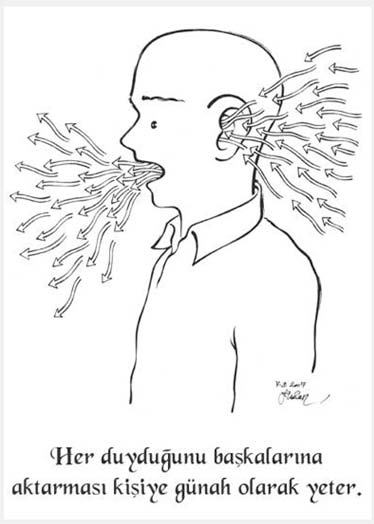 Her duyduğunu başkalarına
aktarması kişiye günah olarak yeter.